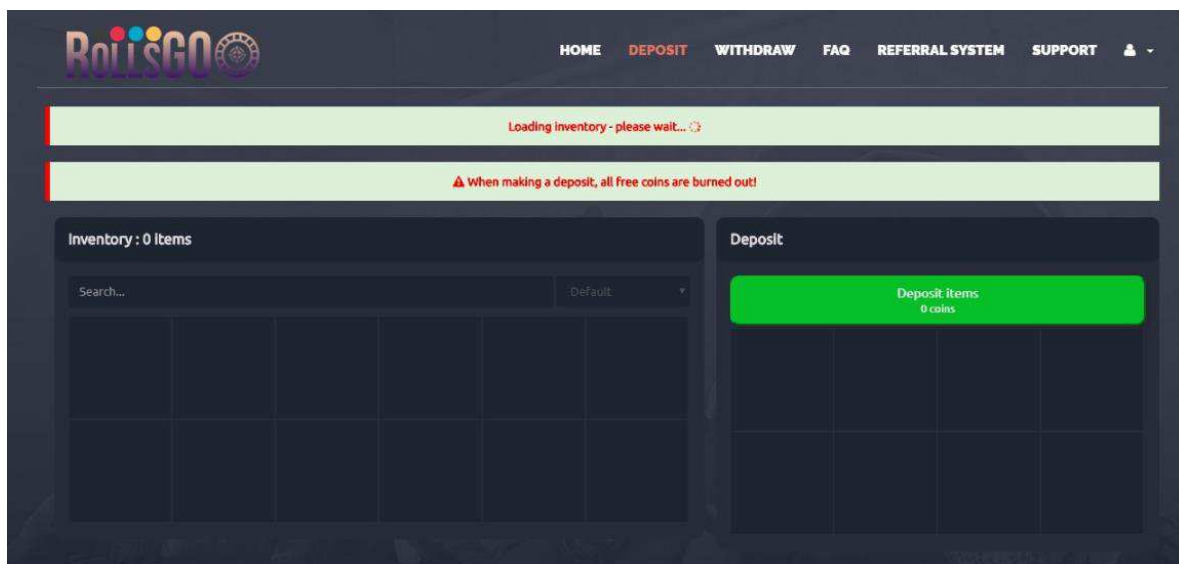 RollsGO
HOME DEPOSIT WITHDRAW FAQ REFERRAL SYSTEM SUPPORT
Loading inventory - please wait...
When making a deposit, all free coins are burned out!
Inventory : 0 items
Deposit
Search...
Default
Deposit items
0 coins